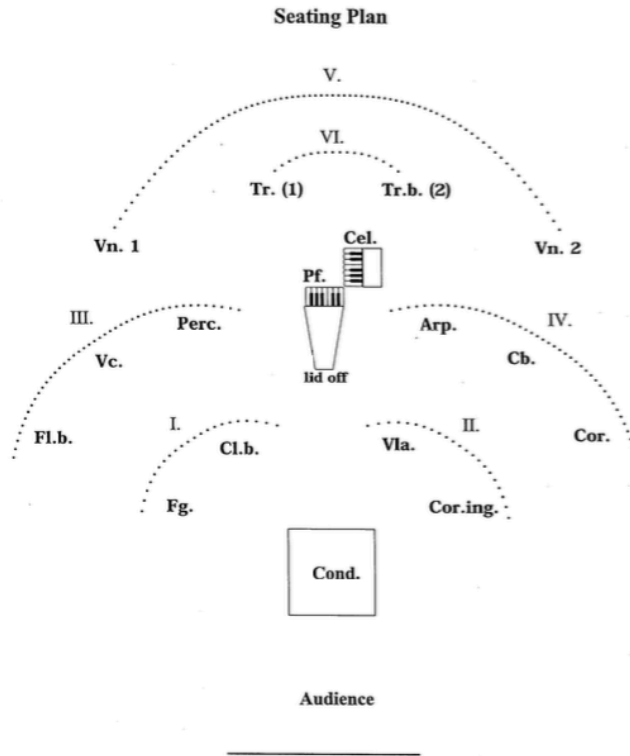 Seating Plan
V.
VI.
Tr. (1) Tr.b. (2)
Vn. 1 Cel. Vn. 2
Pf.
III. Perc. Arp. IV.
Vc. Cb.
lid off
I. II.
Fl.b. Cl.b. Vla. Cor.
Fg. Cor.ing.
Cond.
Audience